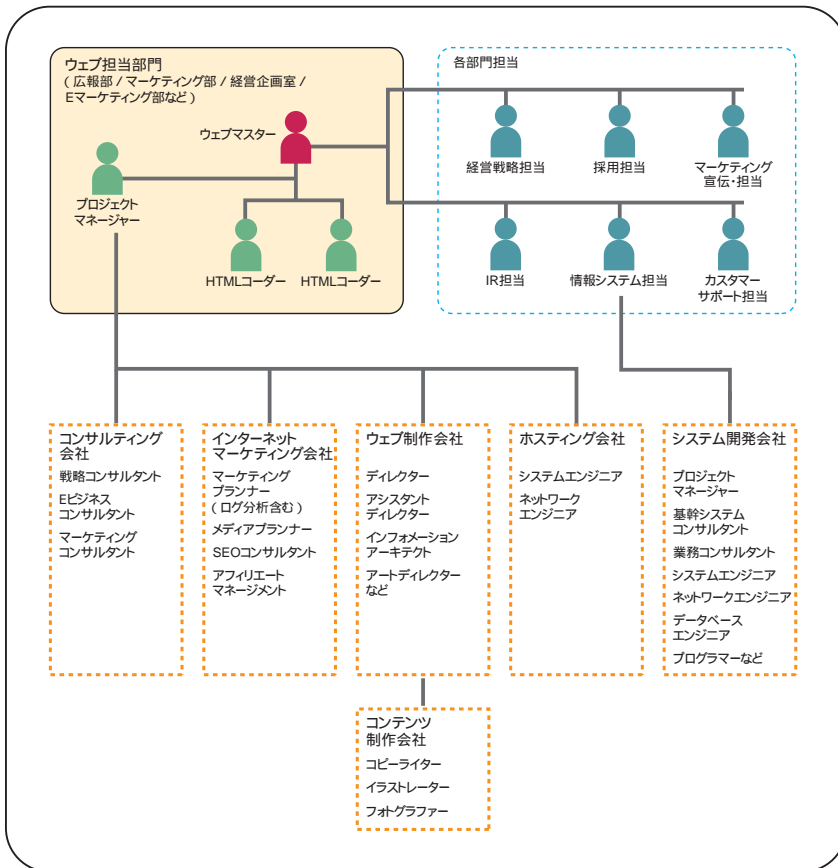 ウェブ担当部門
( 広報部 / マーケティング部 / 経営企画室 /
Eマーケティング部など )
ウェブマスター
プロジェクト
マネージャー
HTMLコーダー
HTMLコーダー
各部門担当
経営戦略担当
採用担当
マーケティング
宣伝・担当
IR担当
情報システム担当
カスタマー
サポート担当
コンサルティング
会社
戦略コンサルタント
Eビジネス
コンサルタント
マーケティング
コンサルタント
インターネット
マーケティング会社
マーケティング
プランナー
( ログ分析含む )
メディアプランナー
SEOコンサルタント
アフィリエート
マネージメント
ウェブ制作会社
ディレクター
アシスタント
ディレクター
インフォメーション
アーキテクト
アートディレクター
など
ホスティング会社
システムエンジニア
ネットワーク
エンジニア
システム開発会社
プロジェクト
マネージャー
基幹システム
コンサルタント
業務コンサルタント
システムエンジニア
ネットワークエンジニア
データベース
エンジニア
プログラマーなど
コンテンツ
制作会社
コピーライター
イラストレーター
フォトグラファー